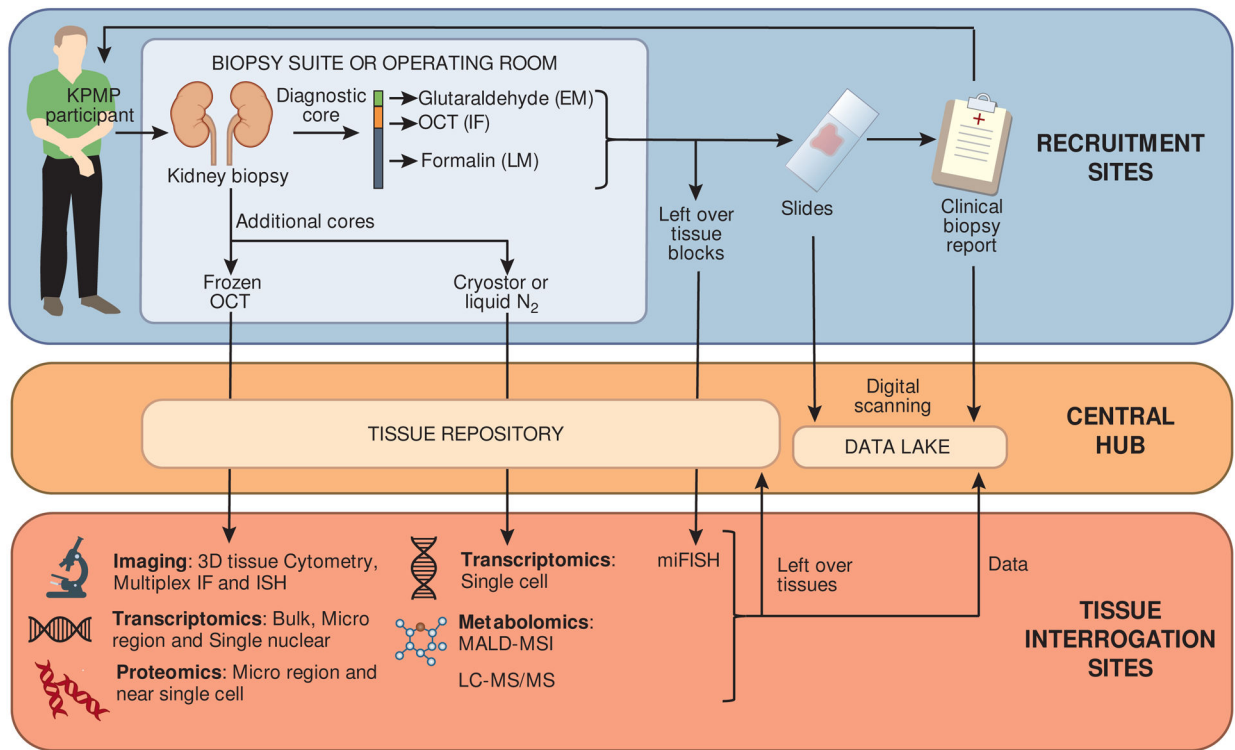 BIOPSY SUITE OR OPERATING ROOM
KPMP
participant
Kidney biopsy
Diagnostic
core
Glutaraldehyde (EM)
OCT (IF)
Formalin (LM)
Additional cores
Frozen
OCT
Cryostor or
liquid N₂
Left over
tissue
blocks
Slides
Clinical
biopsy
report
RECRUITMENT
SITES
TISSUE REPOSITORY
Digital
scanning
DATA LAKE
CENTRAL
HUB
Imaging: 3D tissue Cytometry,
Multiplex IF and ISH
Transcriptomics: Bulk, Micro
region and Single nuclear
Proteomics: Micro region and
near single cell
Transcriptomics:
Single cell
Metabolomics:
MALD-MSI
LC-MS/MS
miFISH
Left over
tissues
Data
TISSUE
INTERROGATION
SITES